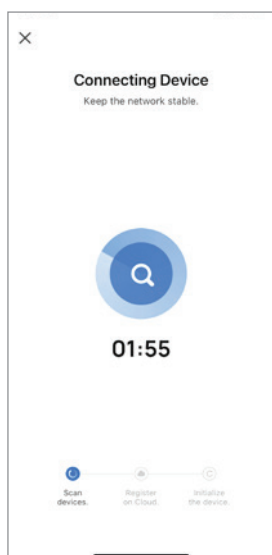 Connecting Device
Keep the network stable.
01:55
Scan
devices.
Register
on Cloud.
Initialize
the device.